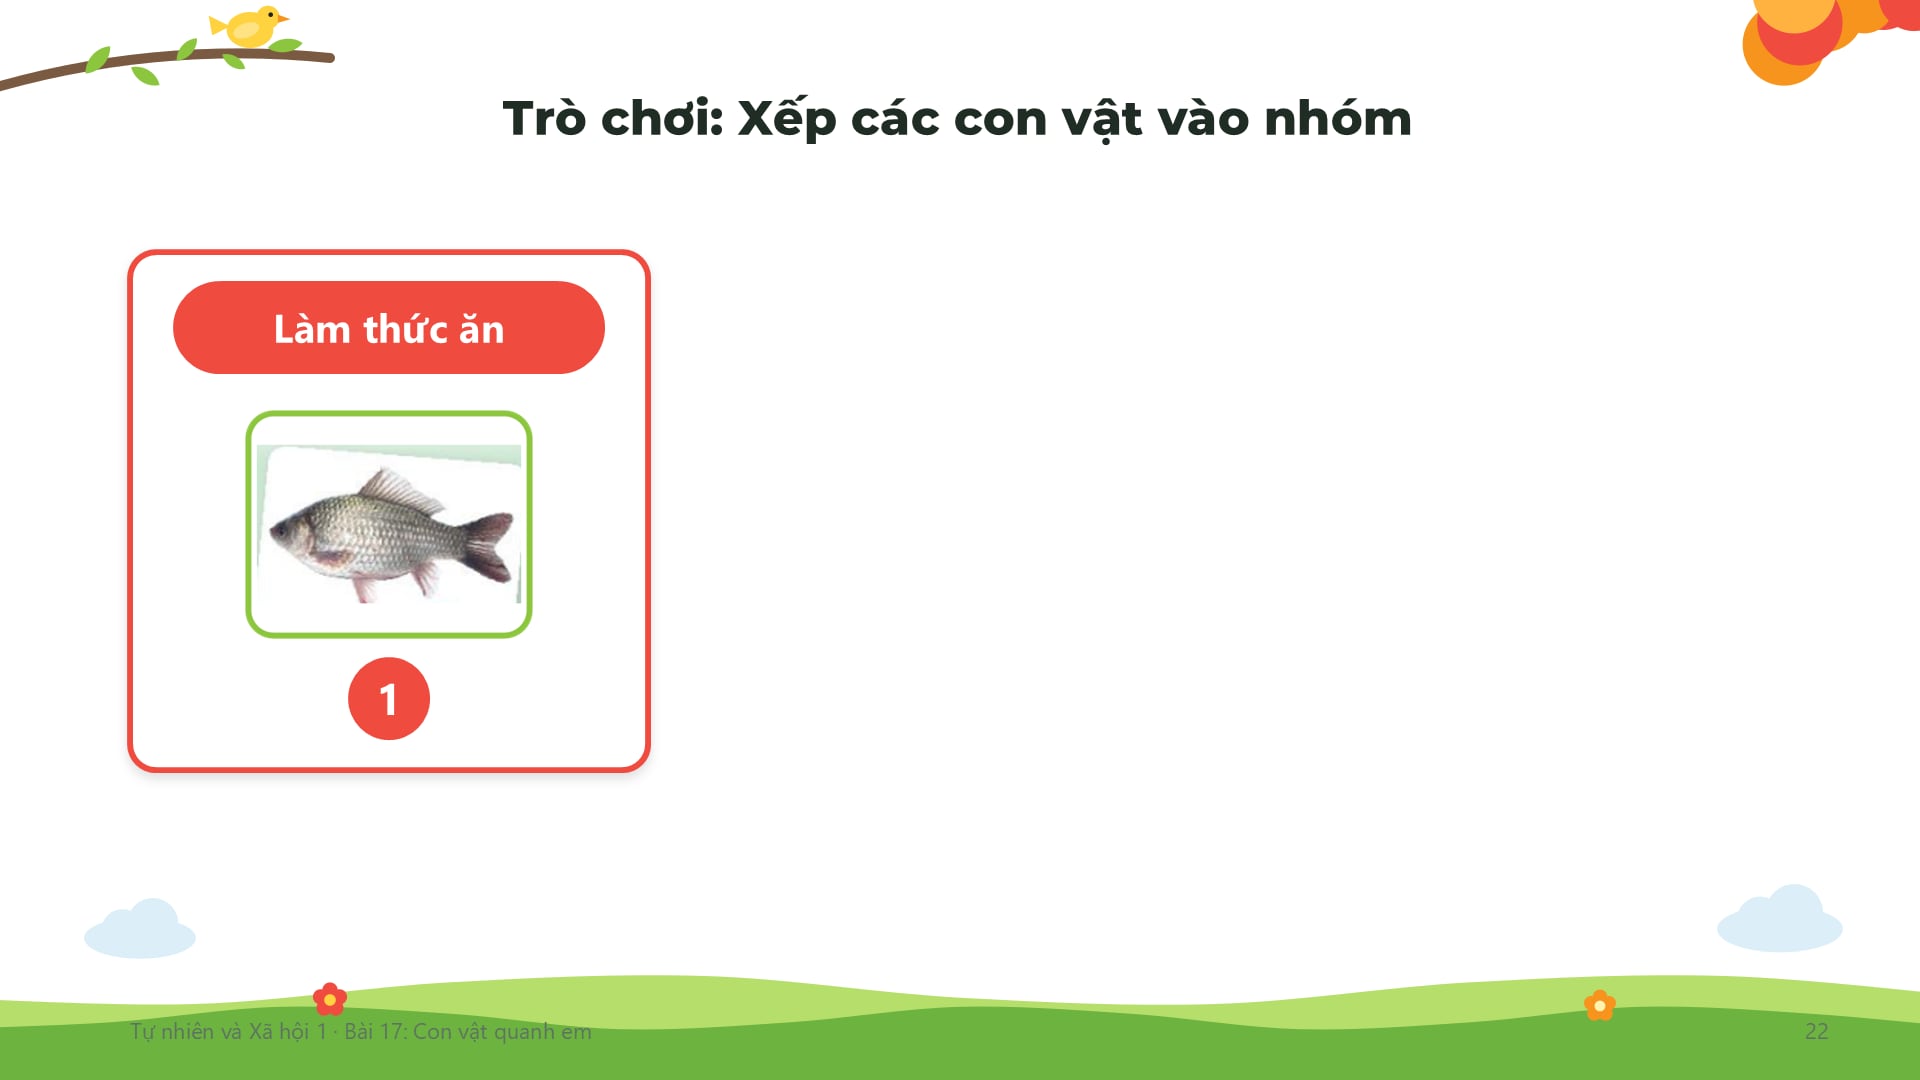 Trò chơi: Xếp các con vật vào nhóm
Làm thức ăn
1
Tự nhiên và Xã hội 1 · Bài 17: Con vật quanh em
22